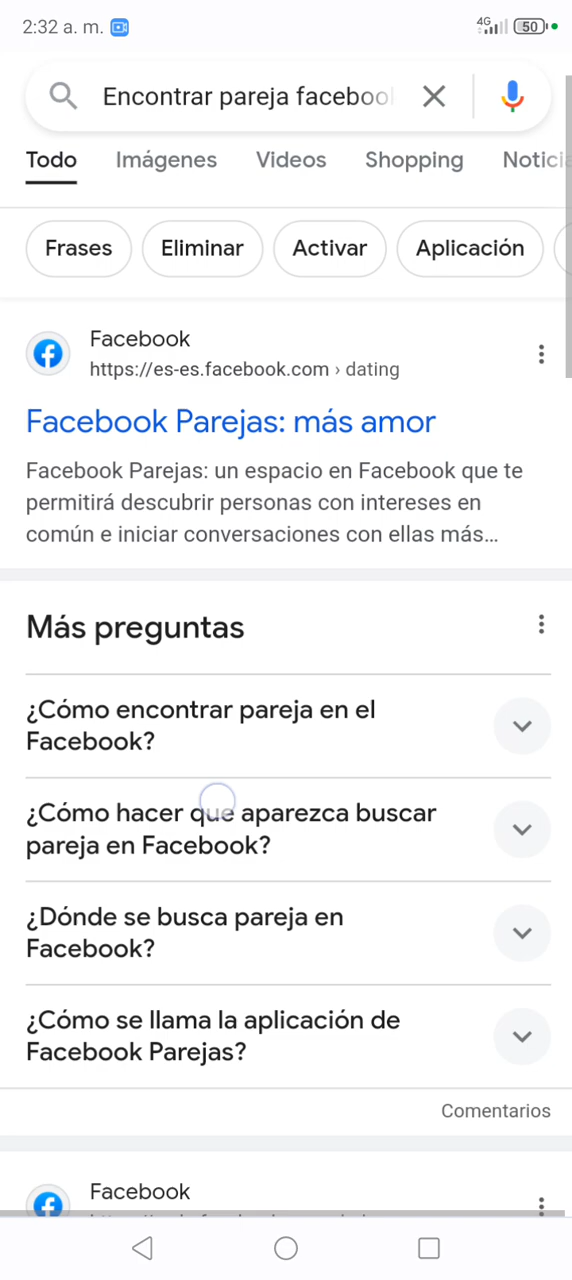 2:32 a. m.
4G
50
Encontrar pareja facebook
Todo Imágenes Videos Shopping Notici
Frases Eliminar Activar Aplicación
Facebook
https://es-es.facebook.com › dating
Facebook Parejas: más amor
Facebook Parejas: un espacio en Facebook que te
permitirá descubrir personas con intereses en
común e iniciar conversaciones con ellas más...
Más preguntas
¿Cómo encontrar pareja en el
Facebook?
¿Cómo hacer que aparezca buscar
pareja en Facebook?
¿Dónde se busca pareja en
Facebook?
¿Cómo se llama la aplicación de
Facebook Parejas?
Comentarios
Facebook